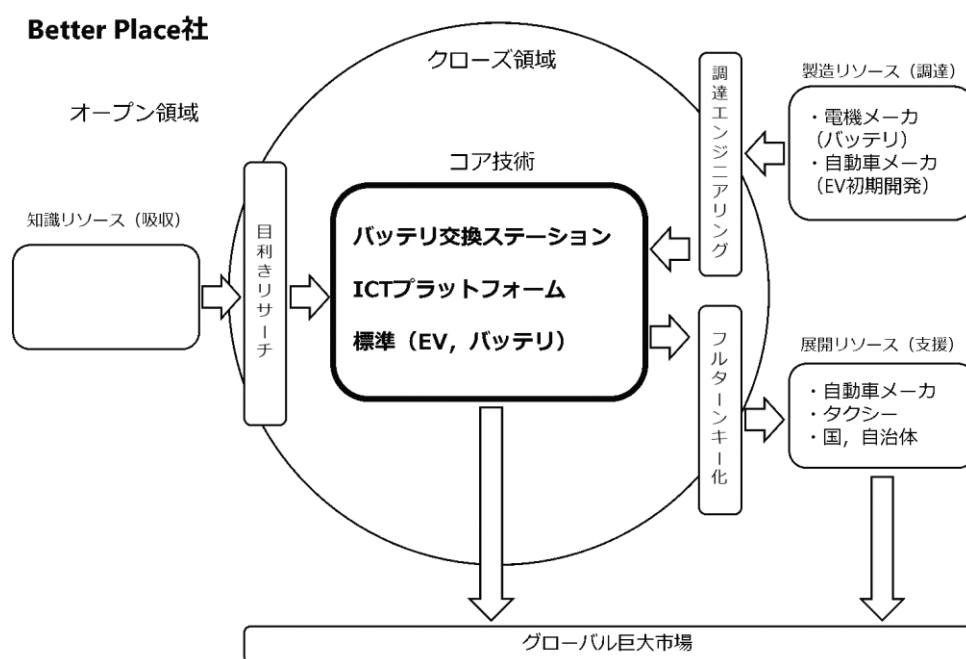 Better Place社
クローズ領域
オープン領域
コア技術
知識リソース（吸収）
目利きリサーチ
バッテリ交換ステーション
ICTプラットフォーム
標準（EV，バッテリ）
調達エンジニアリング
製造リソース（調達）
・電機メーカ
（バッテリ）
・自動車メーカ
（EV初期開発）
フルターンキー化
展開リソース（支援）
・自動車メーカ
・タクシー
・国，自治体
グローバル巨大市場